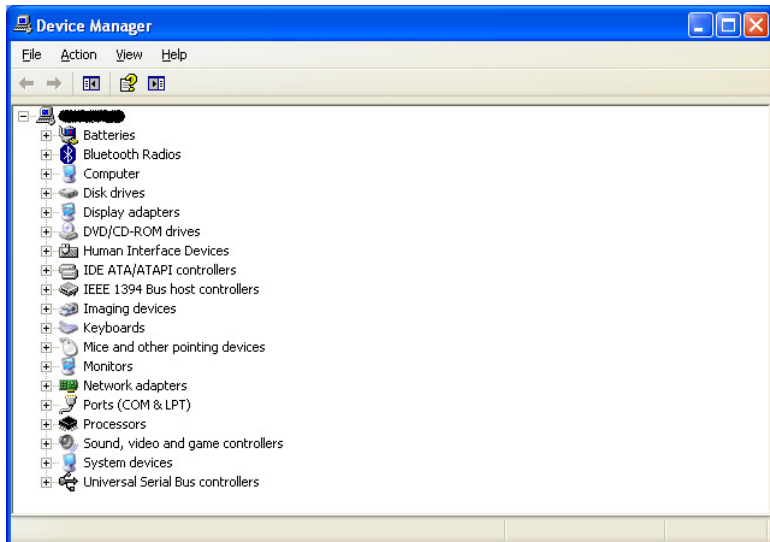 Device Manager
File Action View Help
Batteries
Bluetooth Radios
Computer
Disk drives
Display adapters
DVD/CD-ROM drives
Human Interface Devices
IDE ATA/ATAPI controllers
IEEE 1394 Bus host controllers
Imaging devices
Keyboards
Mice and other pointing devices
Monitors
Network adapters
Ports (COM & LPT)
Processors
Sound, video and game controllers
System devices
Universal Serial Bus controllers